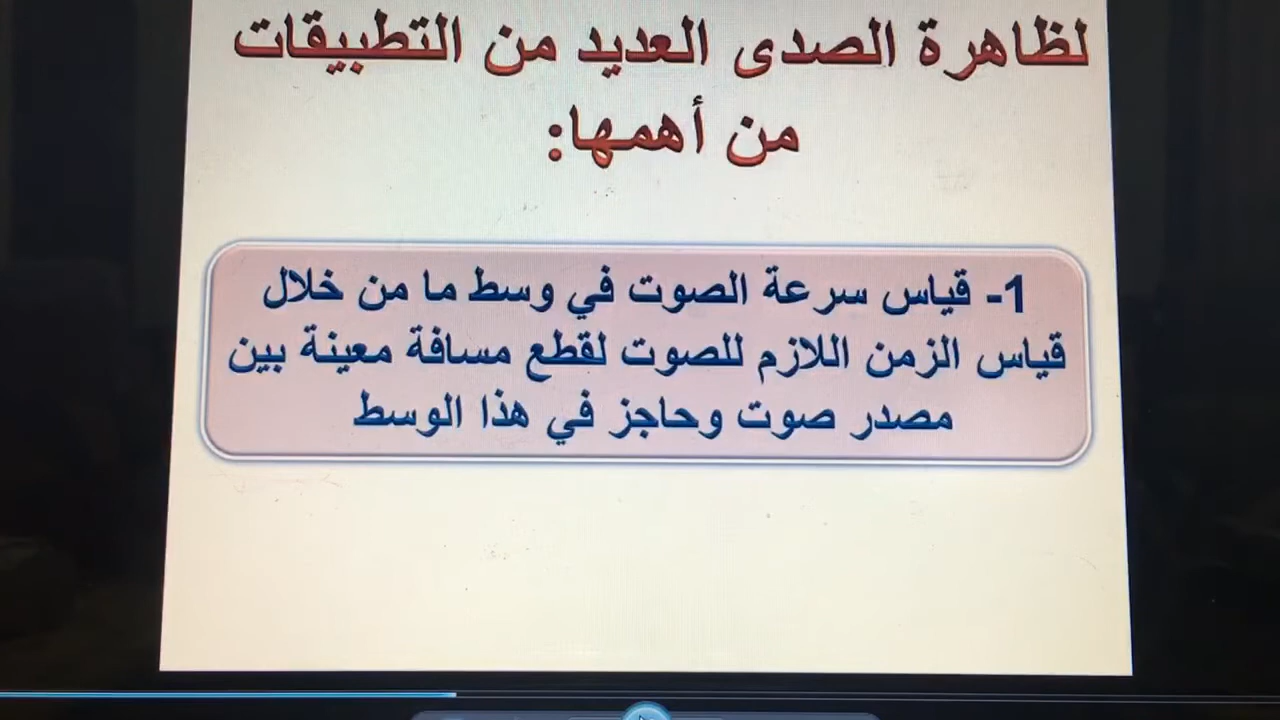 لظاهرة الصدى العديد من التطبيقات
من أهمها:
1- قياس سرعة الصوت في وسط ما من خلال
قياس الزمن اللازم للصوت لقطع مسافة معينة بين
مصدر صوت وحاجز في هذا الوسط